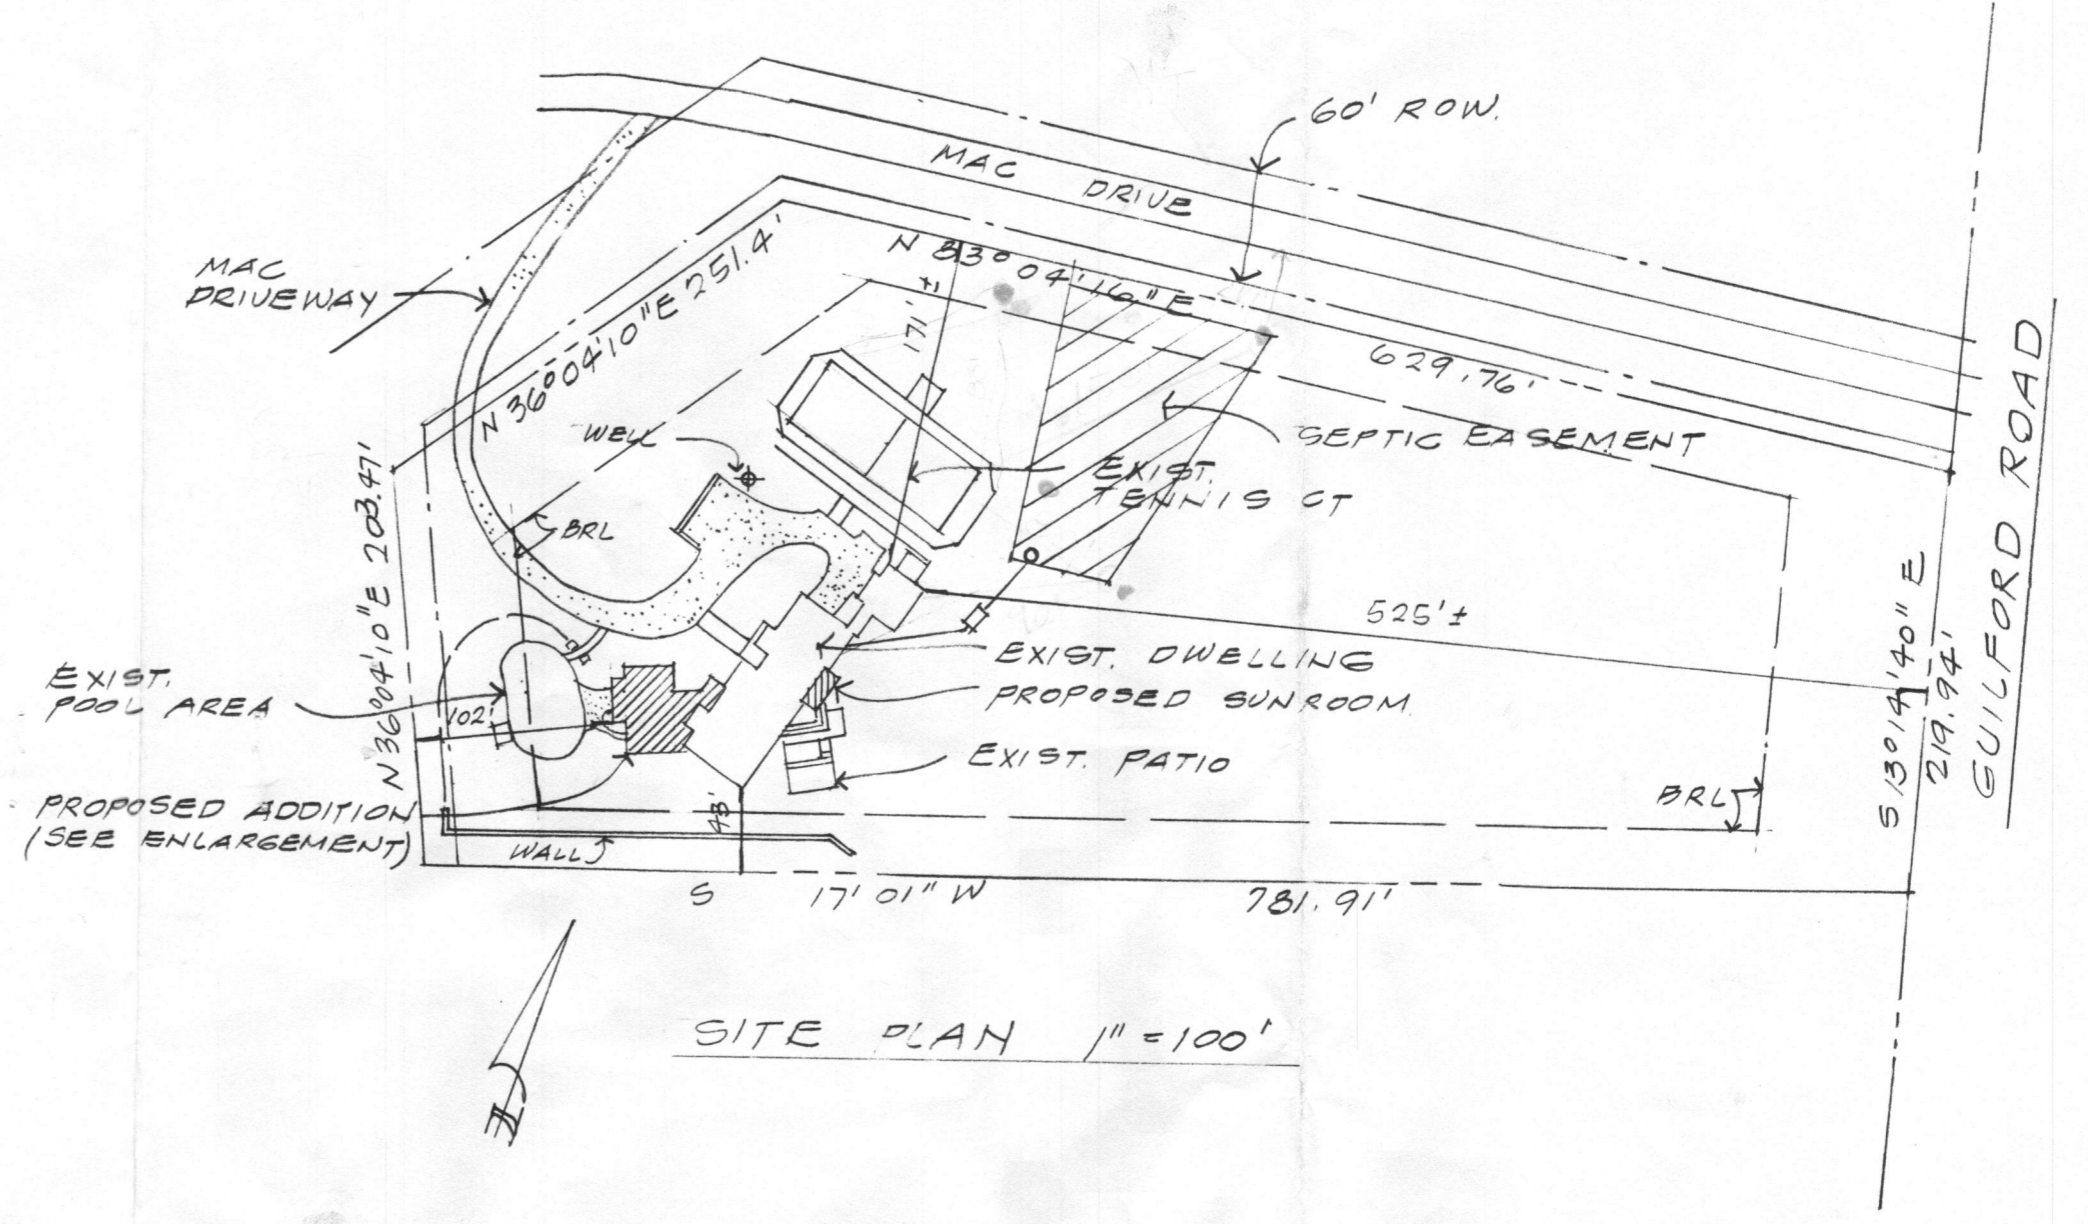 60' ROW.
MAC DRIVE
MAC
DRIVEWAY
N 36°04'10"E 251.4'
N 83°04'16"E
629.76'
171'±
WELL
SEPTIC EASEMENT
EXIST.
TENNIS CT
BRL
N 36°04'10"E 203.47'
525'±
EXIST. DWELLING
PROPOSED SUNROOM
EXIST. PATIO
EXIST.
POOL AREA
102'
PROPOSED ADDITION
(SEE ENLARGEMENT)
WALL
43'
BRL
S 17'01"W 781.91'
S 13°14'40"E
219.94'
GUILFORD ROAD
SITE PLAN 1"=100'